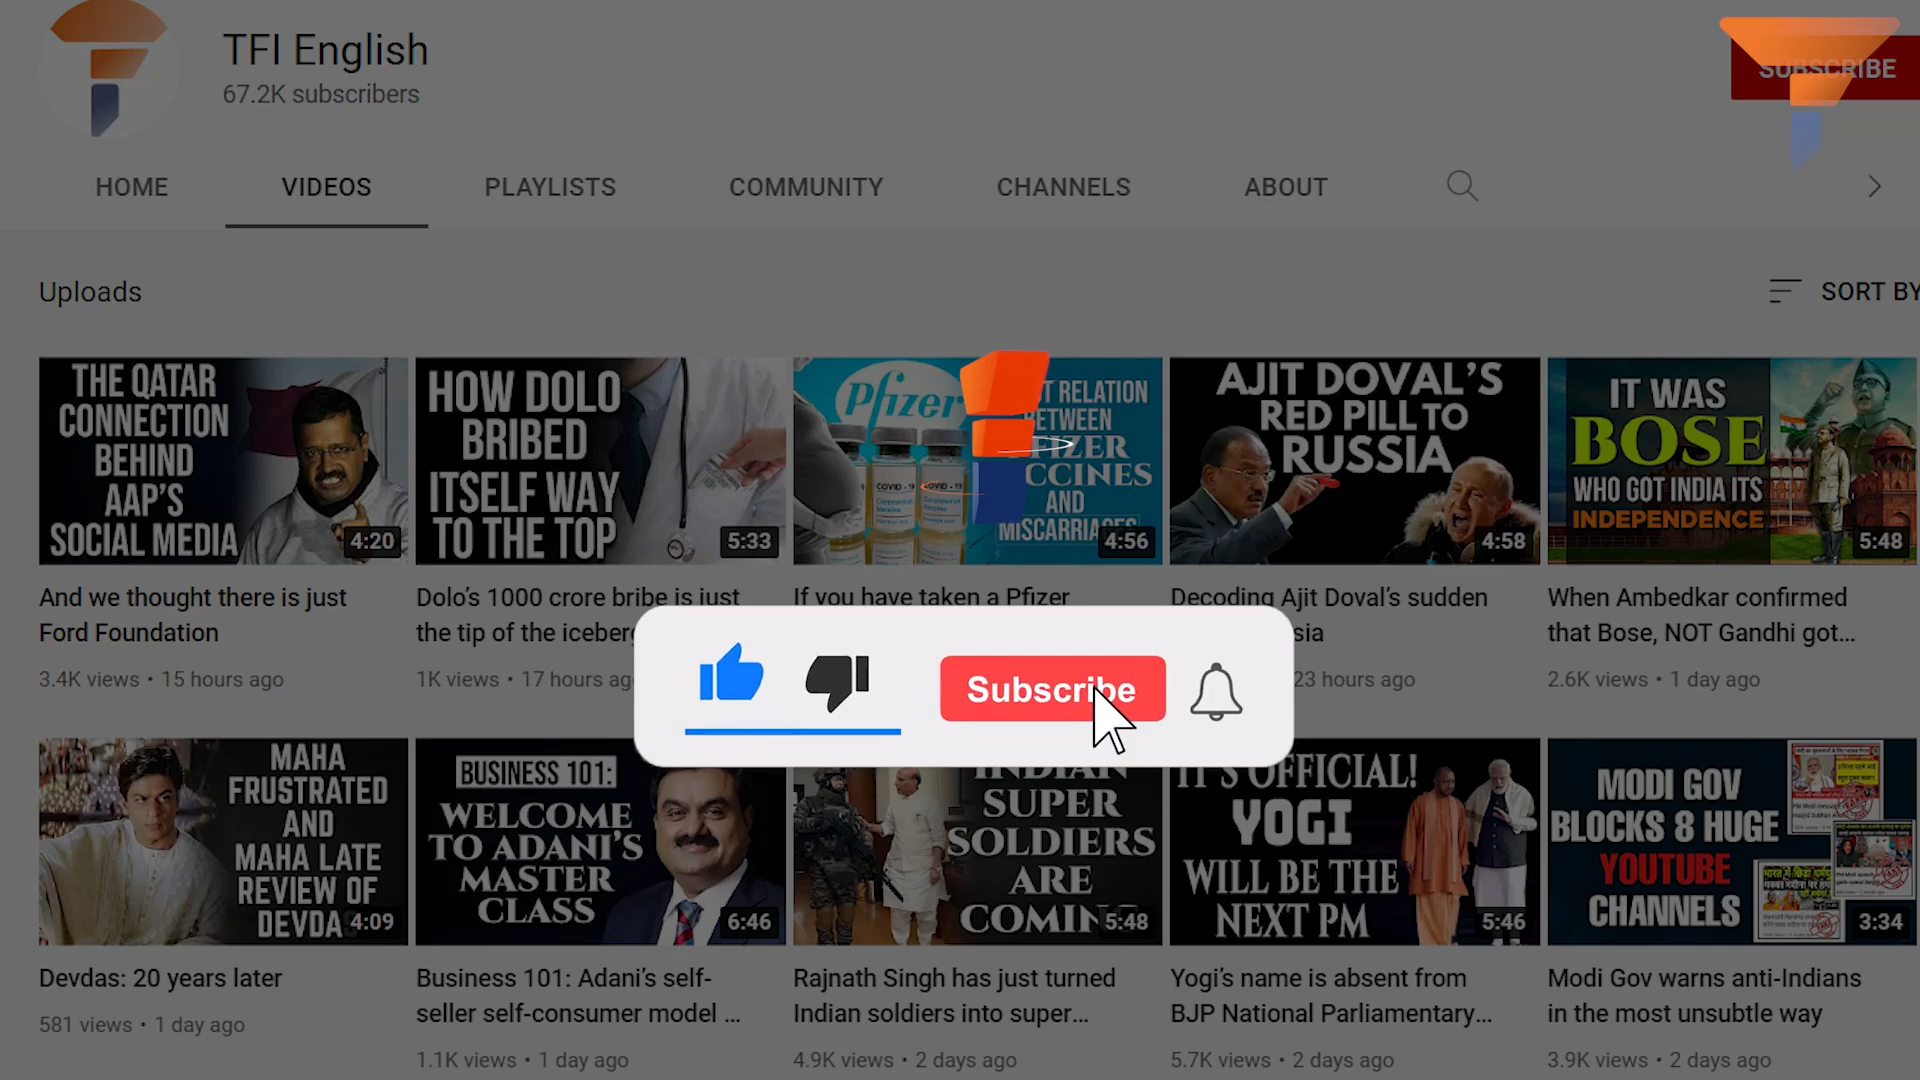 TFI English
67.2K subscribers
SUBSCRIBE
HOME
VIDEOS
PLAYLISTS
COMMUNITY
CHANNELS
ABOUT
Uploads
SORT BY
THE QATAR
CONNECTION
BEHIND
AAP'S
SOCIAL MEDIA
4:20
HOW DOLO
BRIBED
ITSELF WAY
TO THE TOP
5:33
Pfizer
RELATION
BETWEEN
AND
COVID-19
COVID-19
4:56
AJIT DOVAL'S
RED PILL TO
RUSSIA
4:58
IT WAS
BOSE
WHO GOT INDIA ITS
INDEPENDENCE
5:48
And we thought there is just
Ford Foundation
3.4K views • 15 hours ago
Dolo's 1000 crore bribe is just
the tip of the
1K views • 17 hours
If you have taken a Pfizer
Decoding Ajit Doval's sudden
23 hours ago
When Ambedkar confirmed
that Bose, NOT Gandhi got...
2.6K views • 1 day ago
Subscribe
MAHA
FRUSTRATED
AND
MAHA LATE
REVIEW OF
4:09
BUSINESS 101:
WELCOME
TO ADANI'S
MASTER
CLASS
6:46
INDIAN
SUPER
SOLDIERS
ARE
5:48
IT'S OFFICIAL!
YOGI
WILL BE THE
NEXT PM
5:46
MODI GOV
BLOCKS 8 HUGE
YOUTUBE
CHANNELS
3:34
Devdas: 20 years later
581 views • 1 day ago
Business 101: Adani's self-
seller self-consumer model ...
1.1K views • 1 day ago
Rajnath Singh has just turned
Indian soldiers into super...
4.9K views • 2 days ago
Yogi's name is absent from
BJP National Parliamentary...
5.7K views • 2 days ago
Modi Gov warns anti-Indians
in the most unsubtle way
3.9K views • 2 days ago